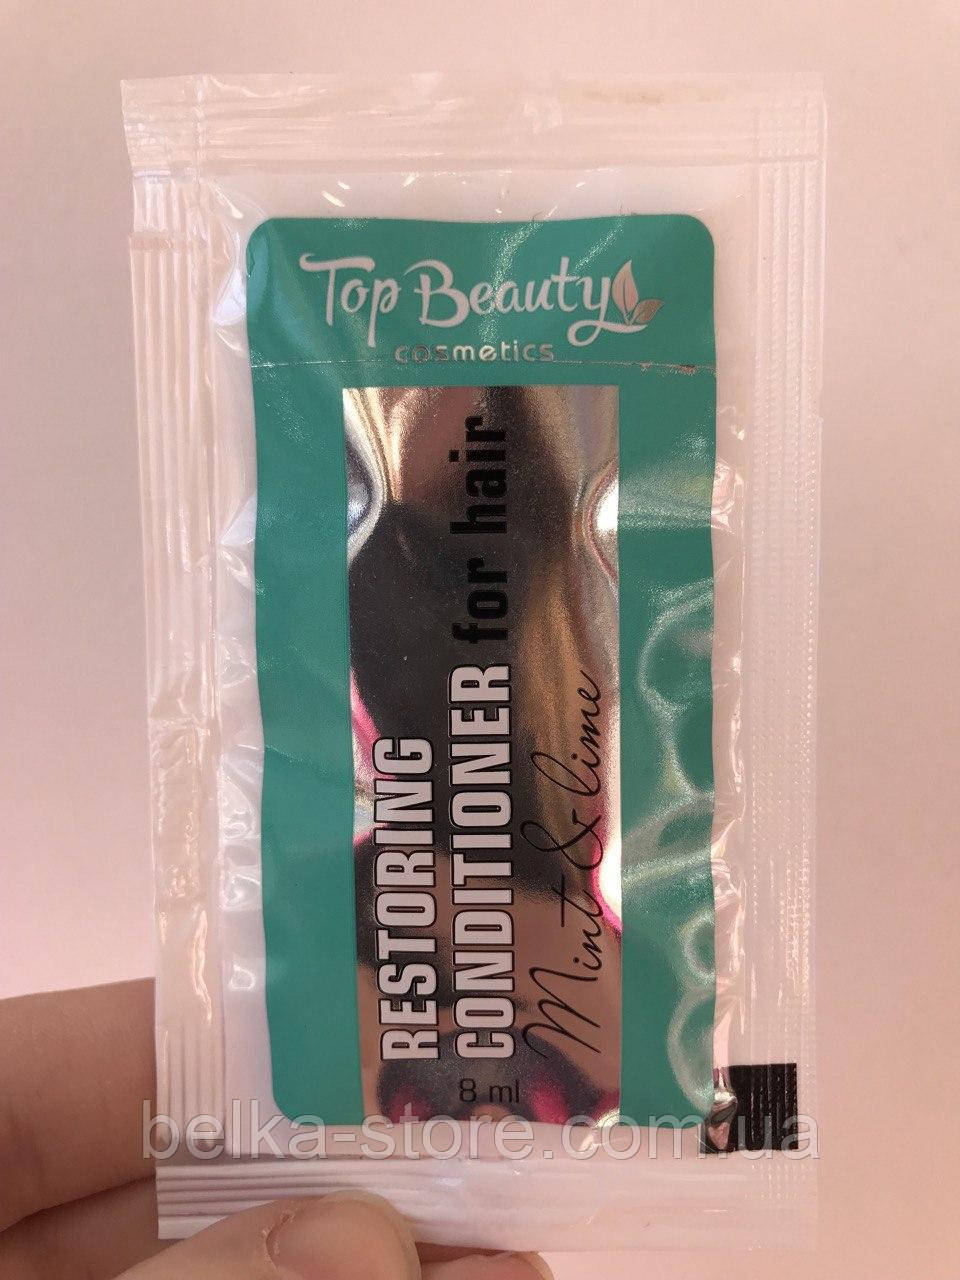 Top Beauty
cosmetics
RESTORING
CONDITIONER for hair
Mint & lime
8 ml
belka-store.com.ua